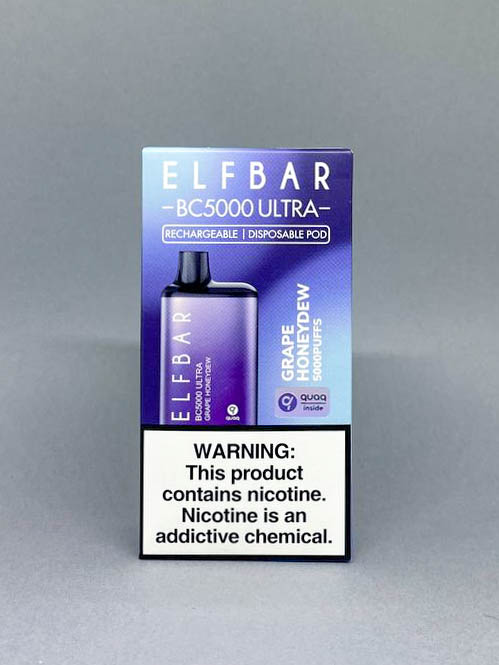 ELFBAR
-BC5000 ULTRA-
RECHARGEABLE | DISPOSABLE POD
ELFBAR
BC5000 ULTRA
GRAPE HONEYDEW
quaq
GRAPE
HONEYDEW
5000PUFFS
quaq
inside
WARNING:
This product
contains nicotine.
Nicotine is an
addictive chemical.